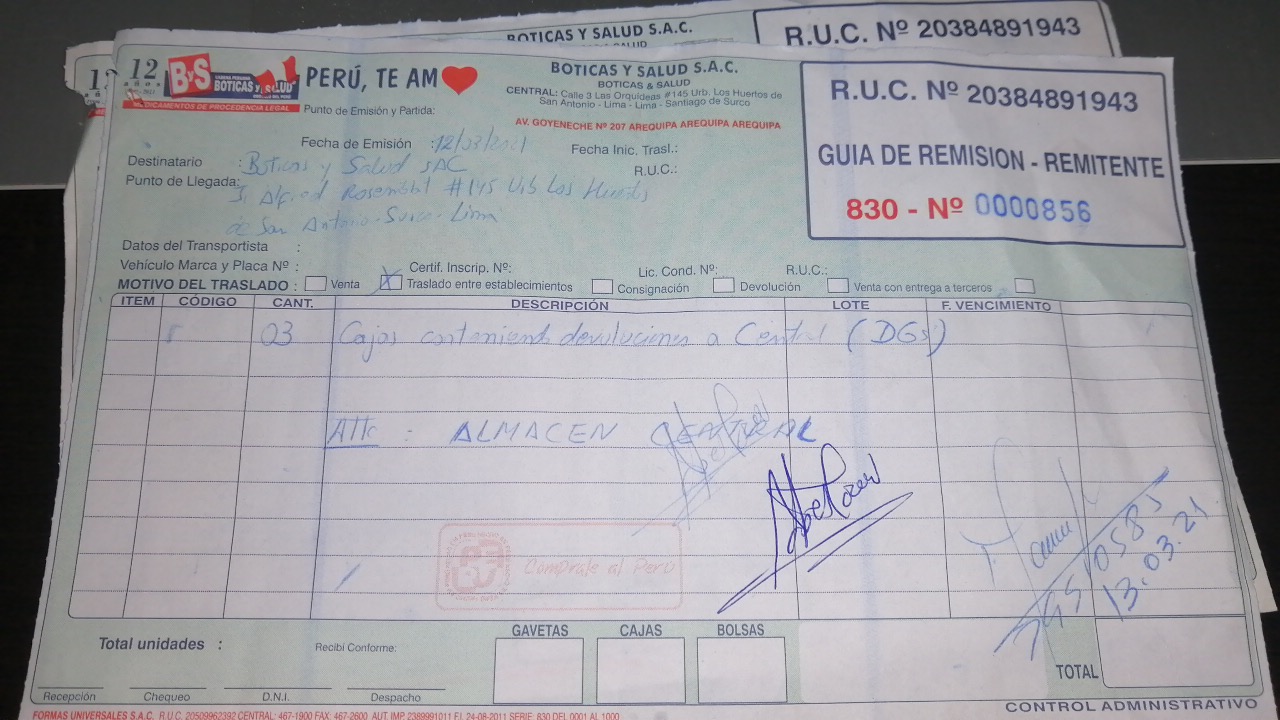 BOTICAS Y SALUD S.A.C.
R.U.C. Nº 20384891943
12
ByS
CADENA PERUANA
BOTICAS y SALUD
MEDICAMENTOS DE PROCEDENCIA LEGAL
PERÚ, TE AM
BOTICAS Y SALUD S.A.C.
BOTICAS & SALUD
CENTRAL: Calle 3 Las Orquideas #145 Urb. Los Huertos de
San Antonio - Lima - Lima - Santiago de Surco
AV. GOYENECHE Nº 207 AREQUIPA AREQUIPA AREQUIPA
R.U.C. Nº 20384891943
GUIA DE REMISION - REMITENTE
830 - Nº 0000856
Punto de Emisión y Partida:
Fecha de Emisión : 12/03/2021
Fecha Inic. Trasl.:
Destinatario : Boticas y Salud SAC
R.U.C.:
Punto de Llegada: #145 Urb Los Huertos
de San Antonio - Surco - Lima
Datos del Transportista :
Vehículo Marca y Placa Nº : Certif. Inscrip. Nº: Lic. Cond. Nº: R.U.C.:
MOTIVO DEL TRASLADO : Venta X Traslado entre establecimientos Consignación Devolución Venta con entrega a terceros
ITEM CÓDIGO CANT. DESCRIPCIÓN LOTE F. VENCIMIENTO
03 Cajas conteniendo devoluciones a Central (DGs)
Atte : ALMACEN CENTRAL
Comprale al Perú
13.03.21
Total unidades :
Recibí Conforme:
GAVETAS CAJAS BOLSAS
TOTAL
Recepción Chequeo D.N.I. Despacho
CONTROL ADMINISTRATIVO
FORMAS UNIVERSALES S.A.C. R.U.C. 20509962392 CENTRAL: 467-1900 FAX: 467-2600 AUT. IMP. 2389991011 F.I. 24-08-2011 SERIE: 830 DEL 0001 AL 1000